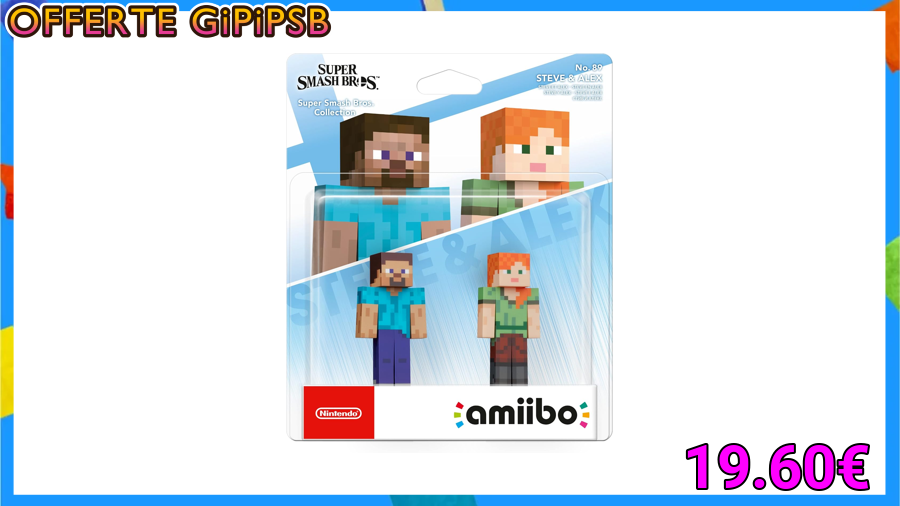 OFFERTE GiPiPSB
SUPER
SMASH BROS.
Super Smash Bros.
Collection
No. 89
STEVE & ALEX
STEVE & ALEX
Nintendo
amiibo
19.60€